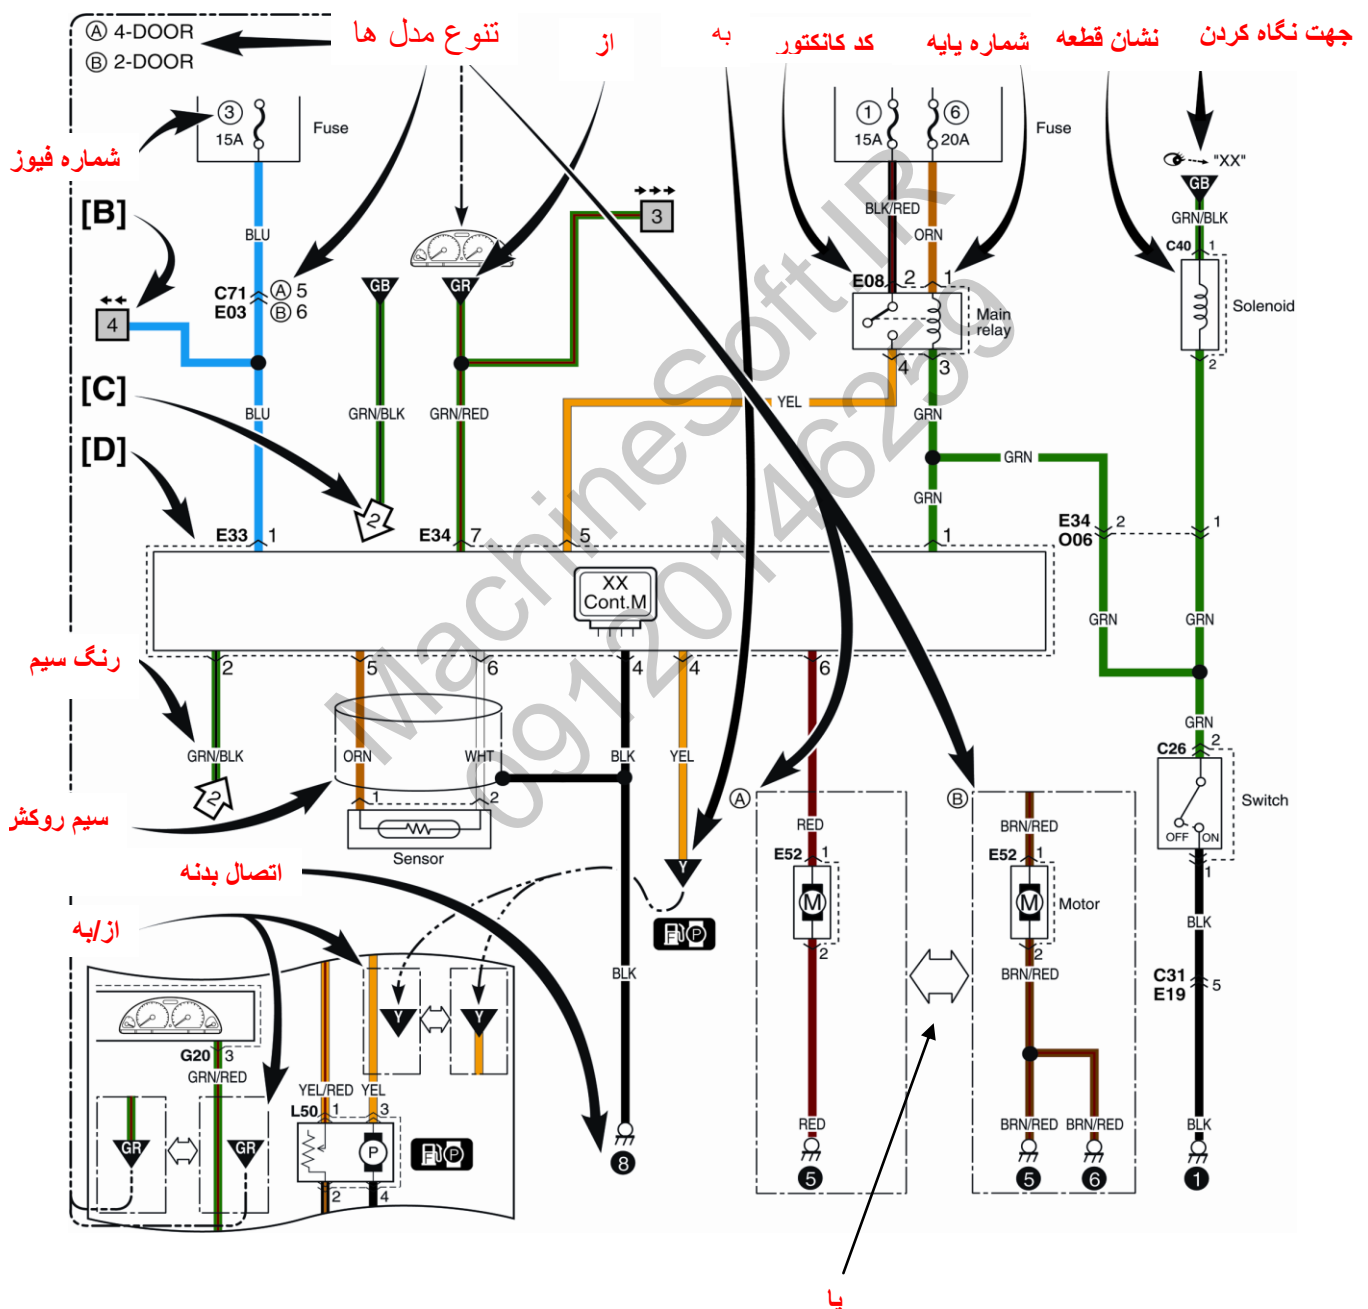 Ⓐ 4-DOOR
Ⓑ 2-DOOR
تنوع مدل ها
از
به
کد کانکتور
شماره پایه
نشان قطعه
جهت نگاه کردن
③
15A
Fuse
①
15A
⑥
20A
Fuse
"XX"
شماره فیوز
GB
[B]
3
BLK/RED
GRN/BLK
BLU
ORN
C40 1
C71 Ⓐ 5
E03 Ⓑ 6
GB
GR
E08 2 1
Solenoid
4
Main
relay
4 3
2
[C]
YEL
BLU
GRN/BLK
GRN/RED
GRN
[D]
GRN
GRN
2
E34 2
O06
1
E33 1
E34 7
5
1
XX
Cont.M
GRN
GRN
رنگ سیم
2
5
6
4
4
6
GRN
GRN/BLK
ORN
WHT
BLK
YEL
C26 2
2
1
2
Ⓐ
Ⓑ
Switch
سیم روکش
RED
BRN/RED
OFF
ON
Sensor
E52 1
E52 1
1
اتصال بدنه
Y
M
M
Motor
از/به
F P
2
2
BLK
BLK
BRN/RED
C31
E19
5
Y
Y
G20 3
GRN/RED
YEL/RED
YEL
L50 1
3
RED
BRN/RED
BRN/RED
BLK
GR
GR
P
F P
8
5
5
6
1
2
4
یا
MachineSoft.IR
09120146259